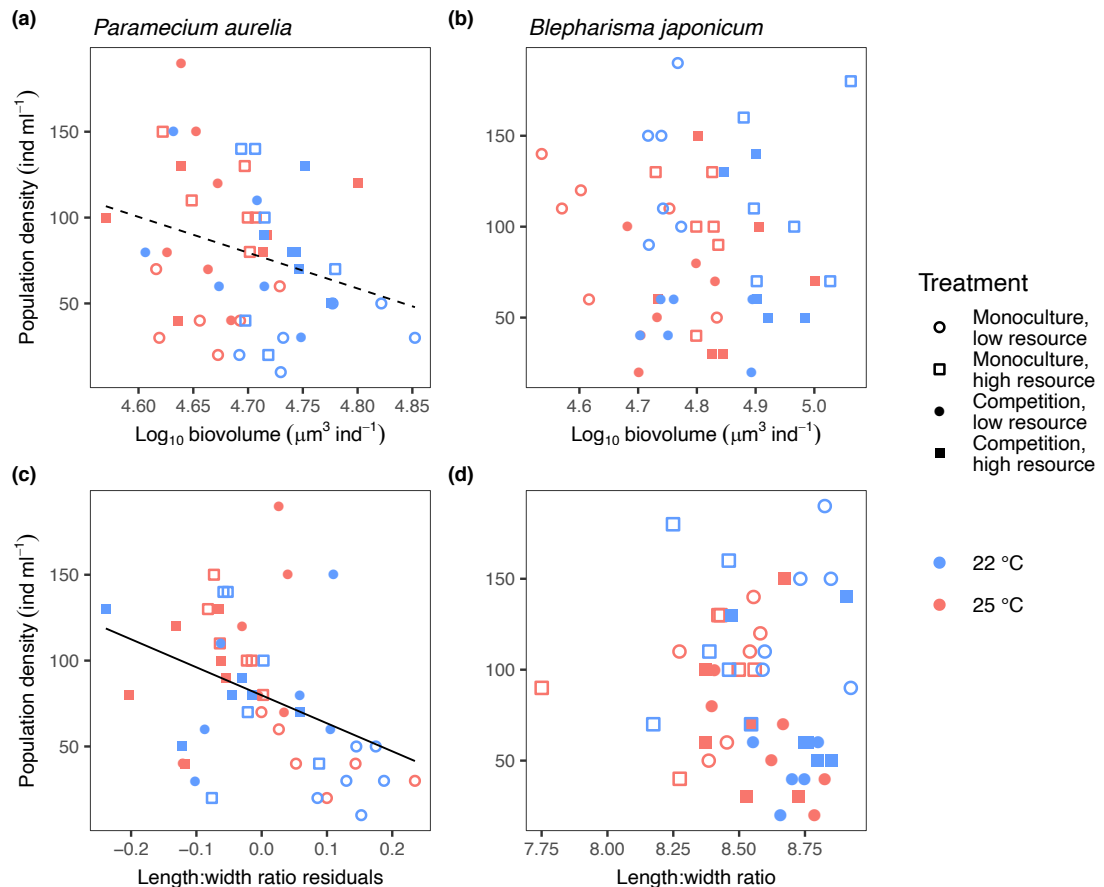 (a) Paramecium aurelia
(b) Blepharisma japonicum
Population density (ind ml⁻¹)
150
100
50
4.60 4.65 4.70 4.75 4.80 4.85
Log₁₀ biovolume (μm³ ind⁻¹)
150
100
50
4.6 4.7 4.8 4.9 5.0
Log₁₀ biovolume (μm³ ind⁻¹)
(c)
(d)
Population density (ind ml⁻¹)
150
100
50
−0.2 −0.1 0.0 0.1 0.2
Length:width ratio residuals
150
100
50
7.75 8.00 8.25 8.50 8.75
Length:width ratio
Treatment
Monoculture,
low resource
Monoculture,
high resource
Competition,
low resource
Competition,
high resource
22 °C
25 °C